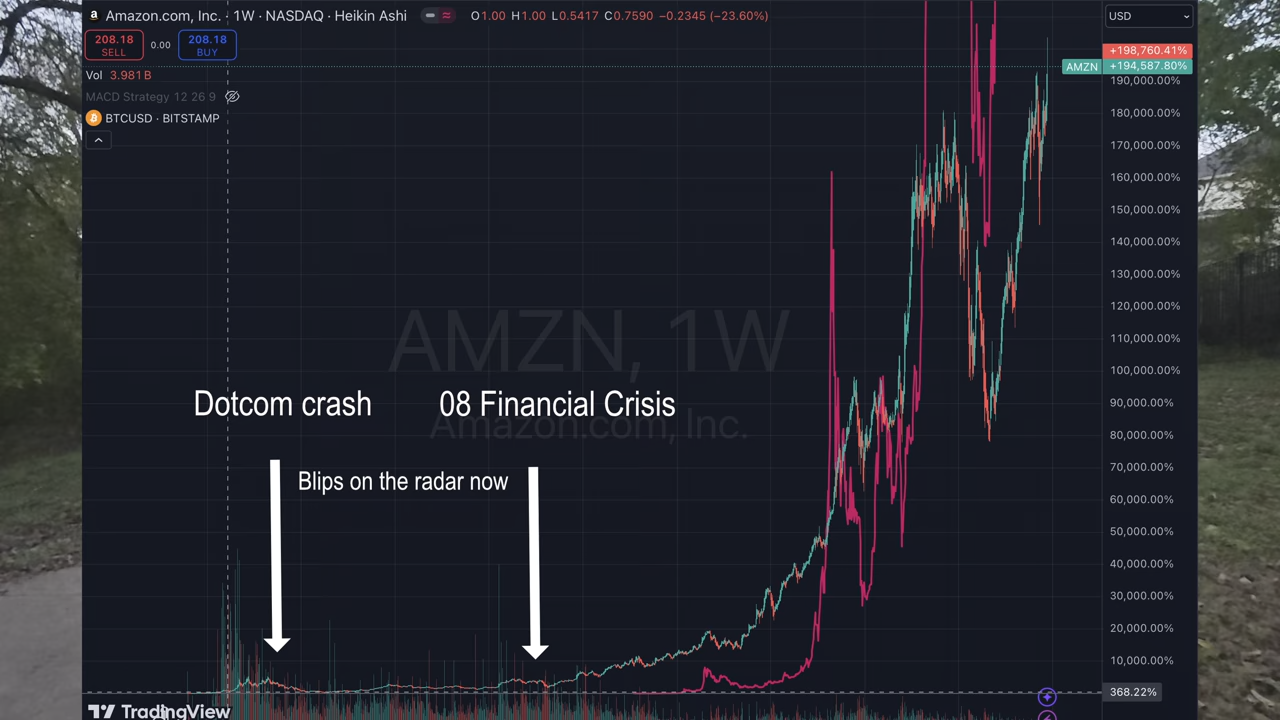 Amazon.com, Inc. · 1W · NASDAQ · Heikin Ashi
O1.00 H1.00 L0.5417 C0.7590 −0.2345 (−23.60%)
USD
208.18
SELL
0.00
208.18
BUY
Vol 3.981B
MACD Strategy 12 26 9
BTCUSD · BITSTAMP
+198,760.41%
AMZN +194,587.80%
190,000.00%
180,000.00%
170,000.00%
160,000.00%
150,000.00%
140,000.00%
130,000.00%
120,000.00%
110,000.00%
100,000.00%
90,000.00%
80,000.00%
70,000.00%
60,000.00%
50,000.00%
40,000.00%
30,000.00%
20,000.00%
10,000.00%
368.22%
AMZN, 1W
Amazon.com, Inc.
Dotcom crash
08 Financial Crisis
Blips on the radar now
TradingView